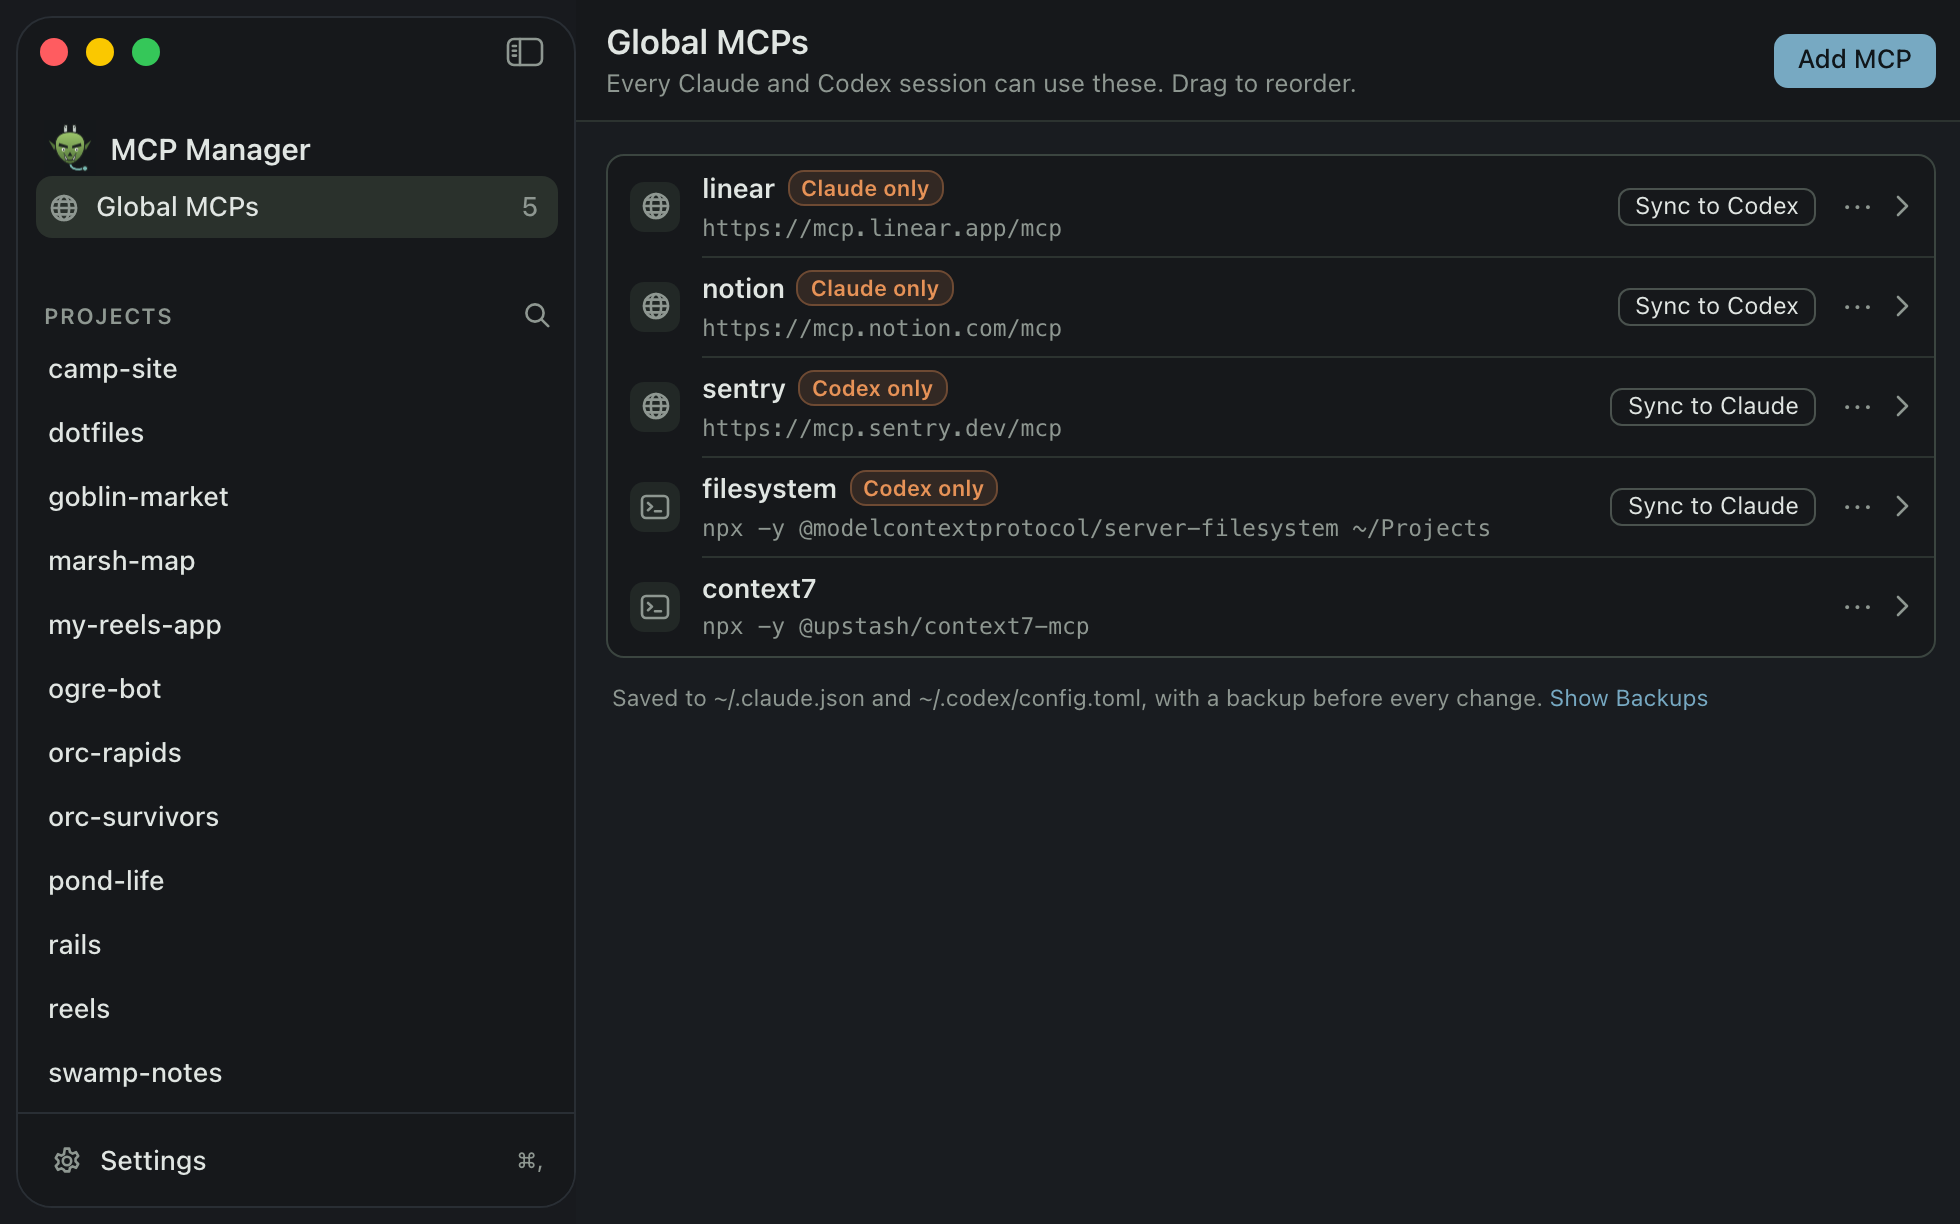 MCP Manager
Global MCPs 5
PROJECTS
camp-site
dotfiles
goblin-market
marsh-map
my-reels-app
ogre-bot
orc-rapids
orc-survivors
pond-life
rails
reels
swamp-notes
Settings ⌘,
Global MCPs
Every Claude and Codex session can use these. Drag to reorder.
Add MCP
linear Claude only
https://mcp.linear.app/mcp
Sync to Codex ...
notion Claude only
https://mcp.notion.com/mcp
Sync to Codex ...
sentry Codex only
https://mcp.sentry.dev/mcp
Sync to Claude ...
filesystem Codex only
npx -y @modelcontextprotocol/server-filesystem ~/Projects
Sync to Claude ...
context7
npx -y @upstash/context7-mcp
...
Saved to ~/.claude.json and ~/.codex/config.toml, with a backup before every change. Show Backups